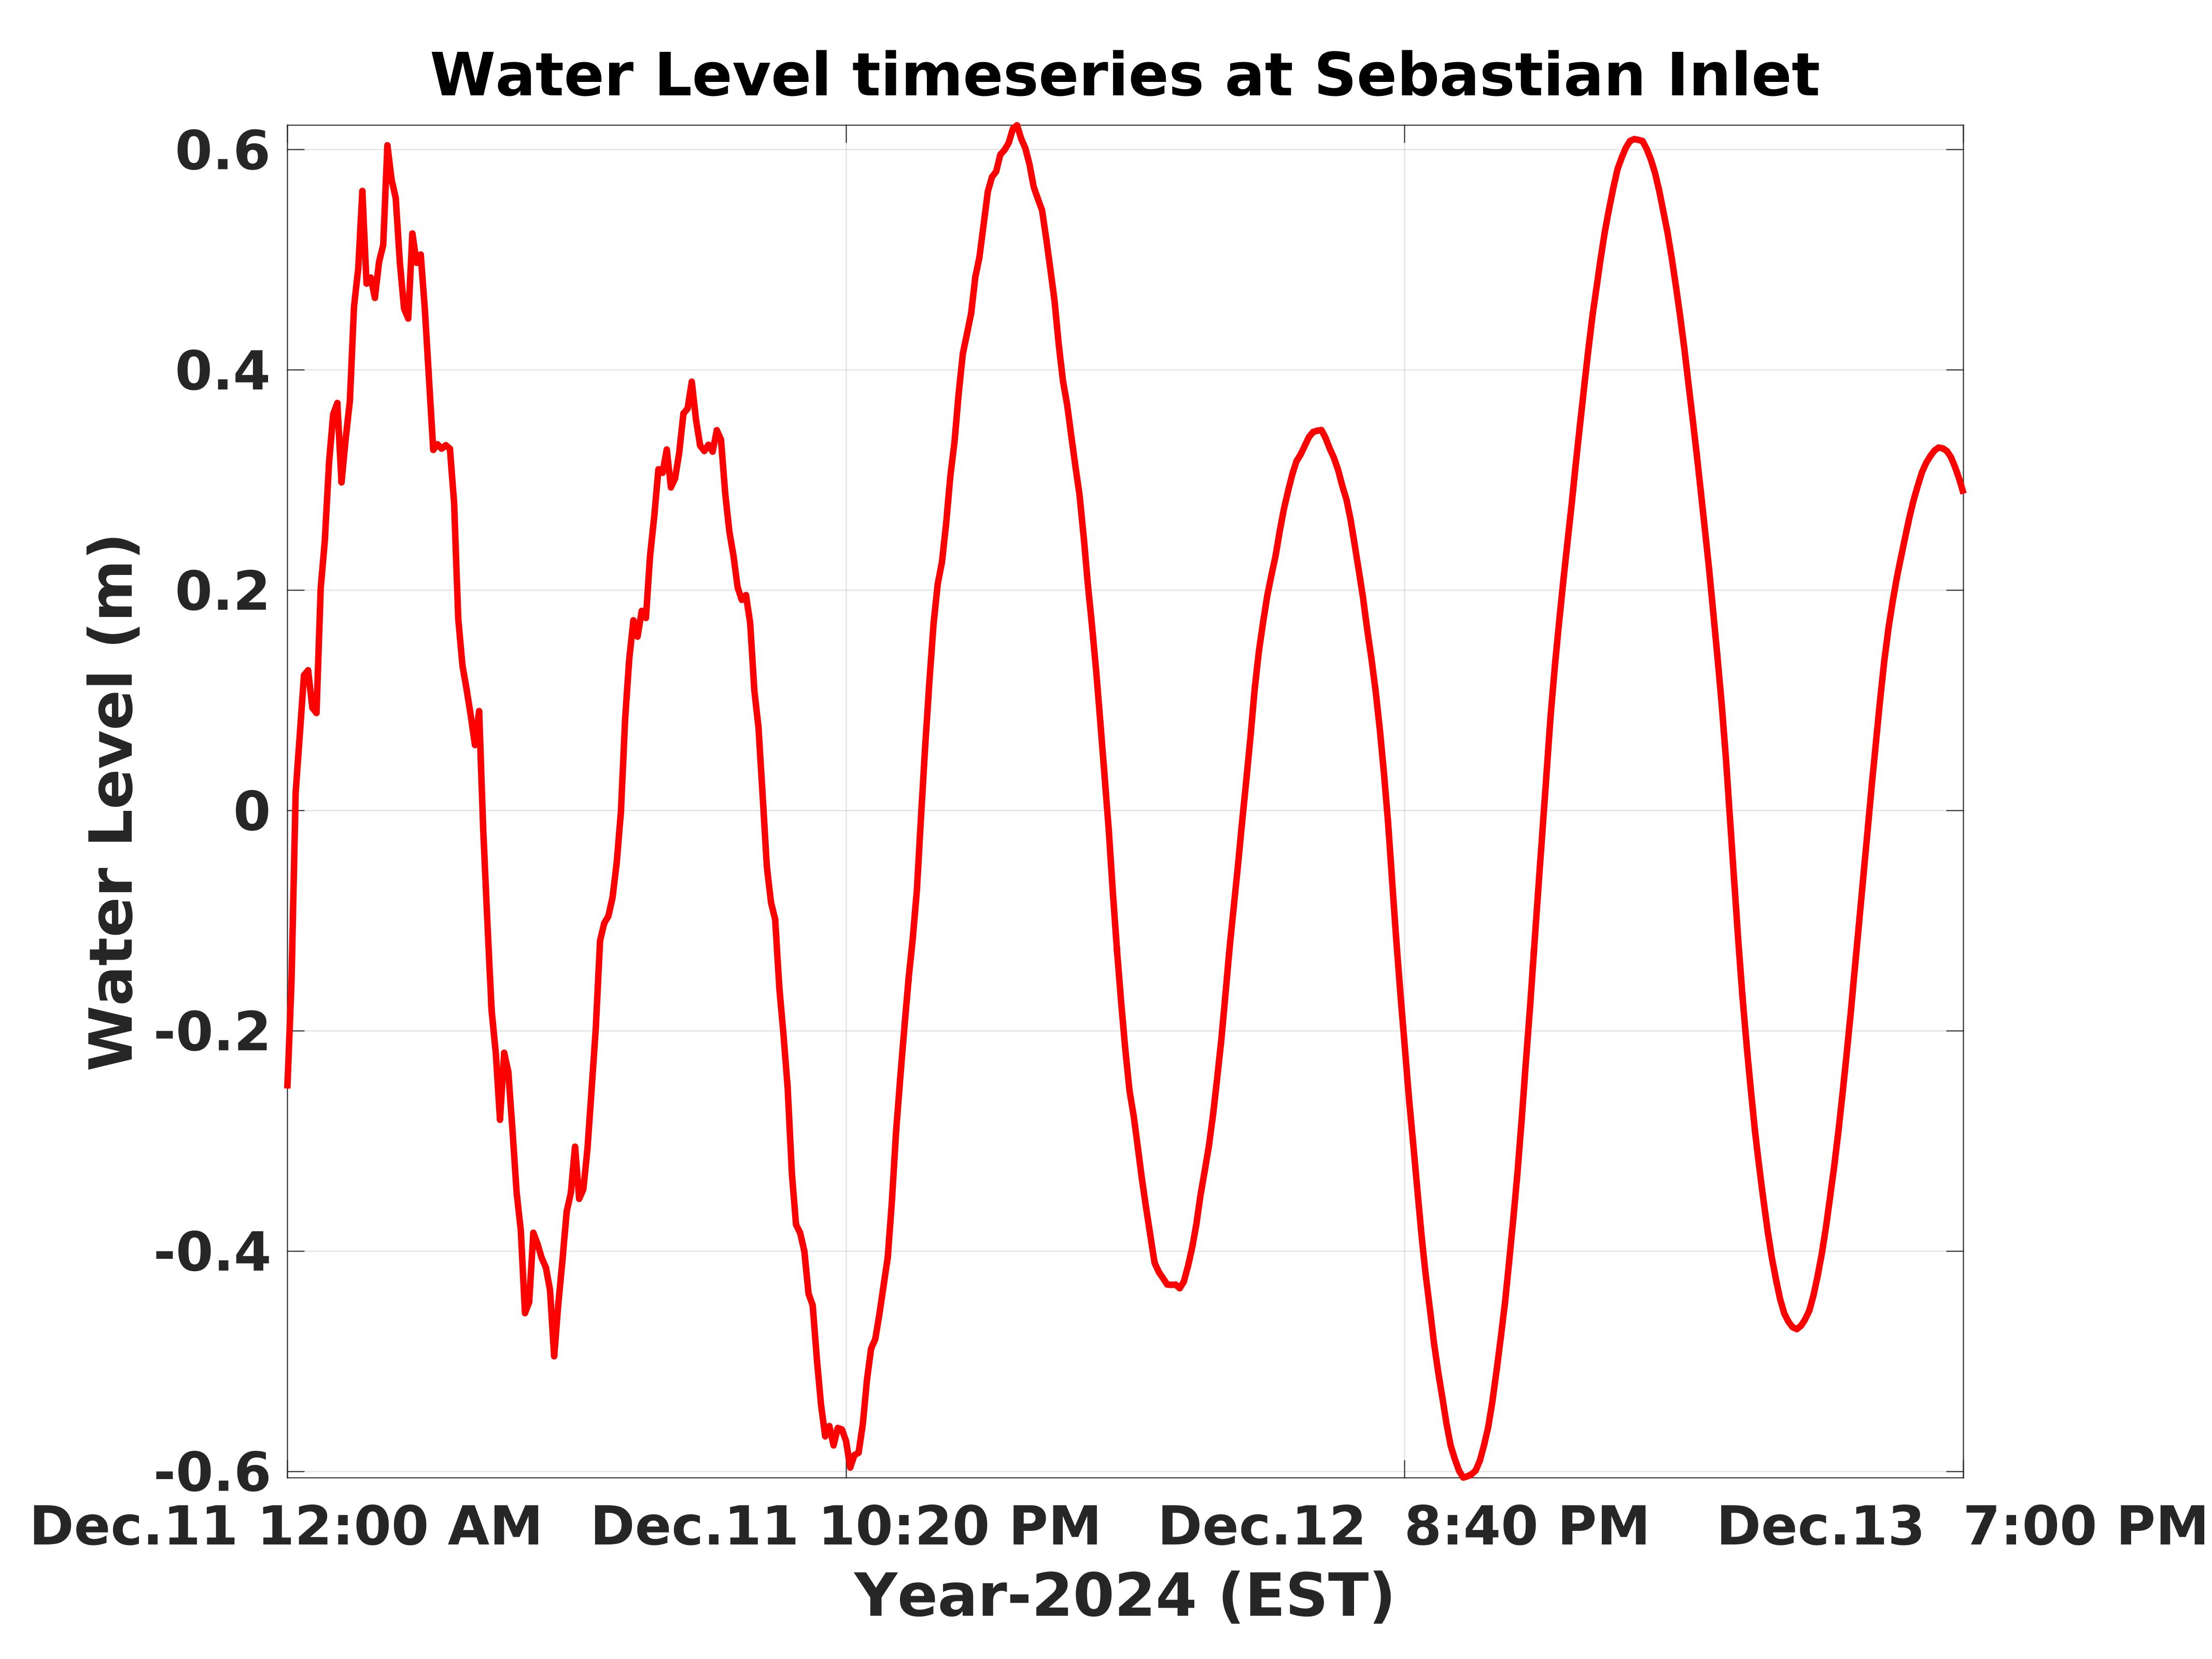 Water Level timeseries at Sebastian Inlet
0.6
0.4
0.2
0
-0.2
-0.4
-0.6
Water Level (m)
Dec.11 12:00 AM Dec.11 10:20 PM Dec.12 8:40 PM Dec.13 7:00 PM
Year-2024 (EST)